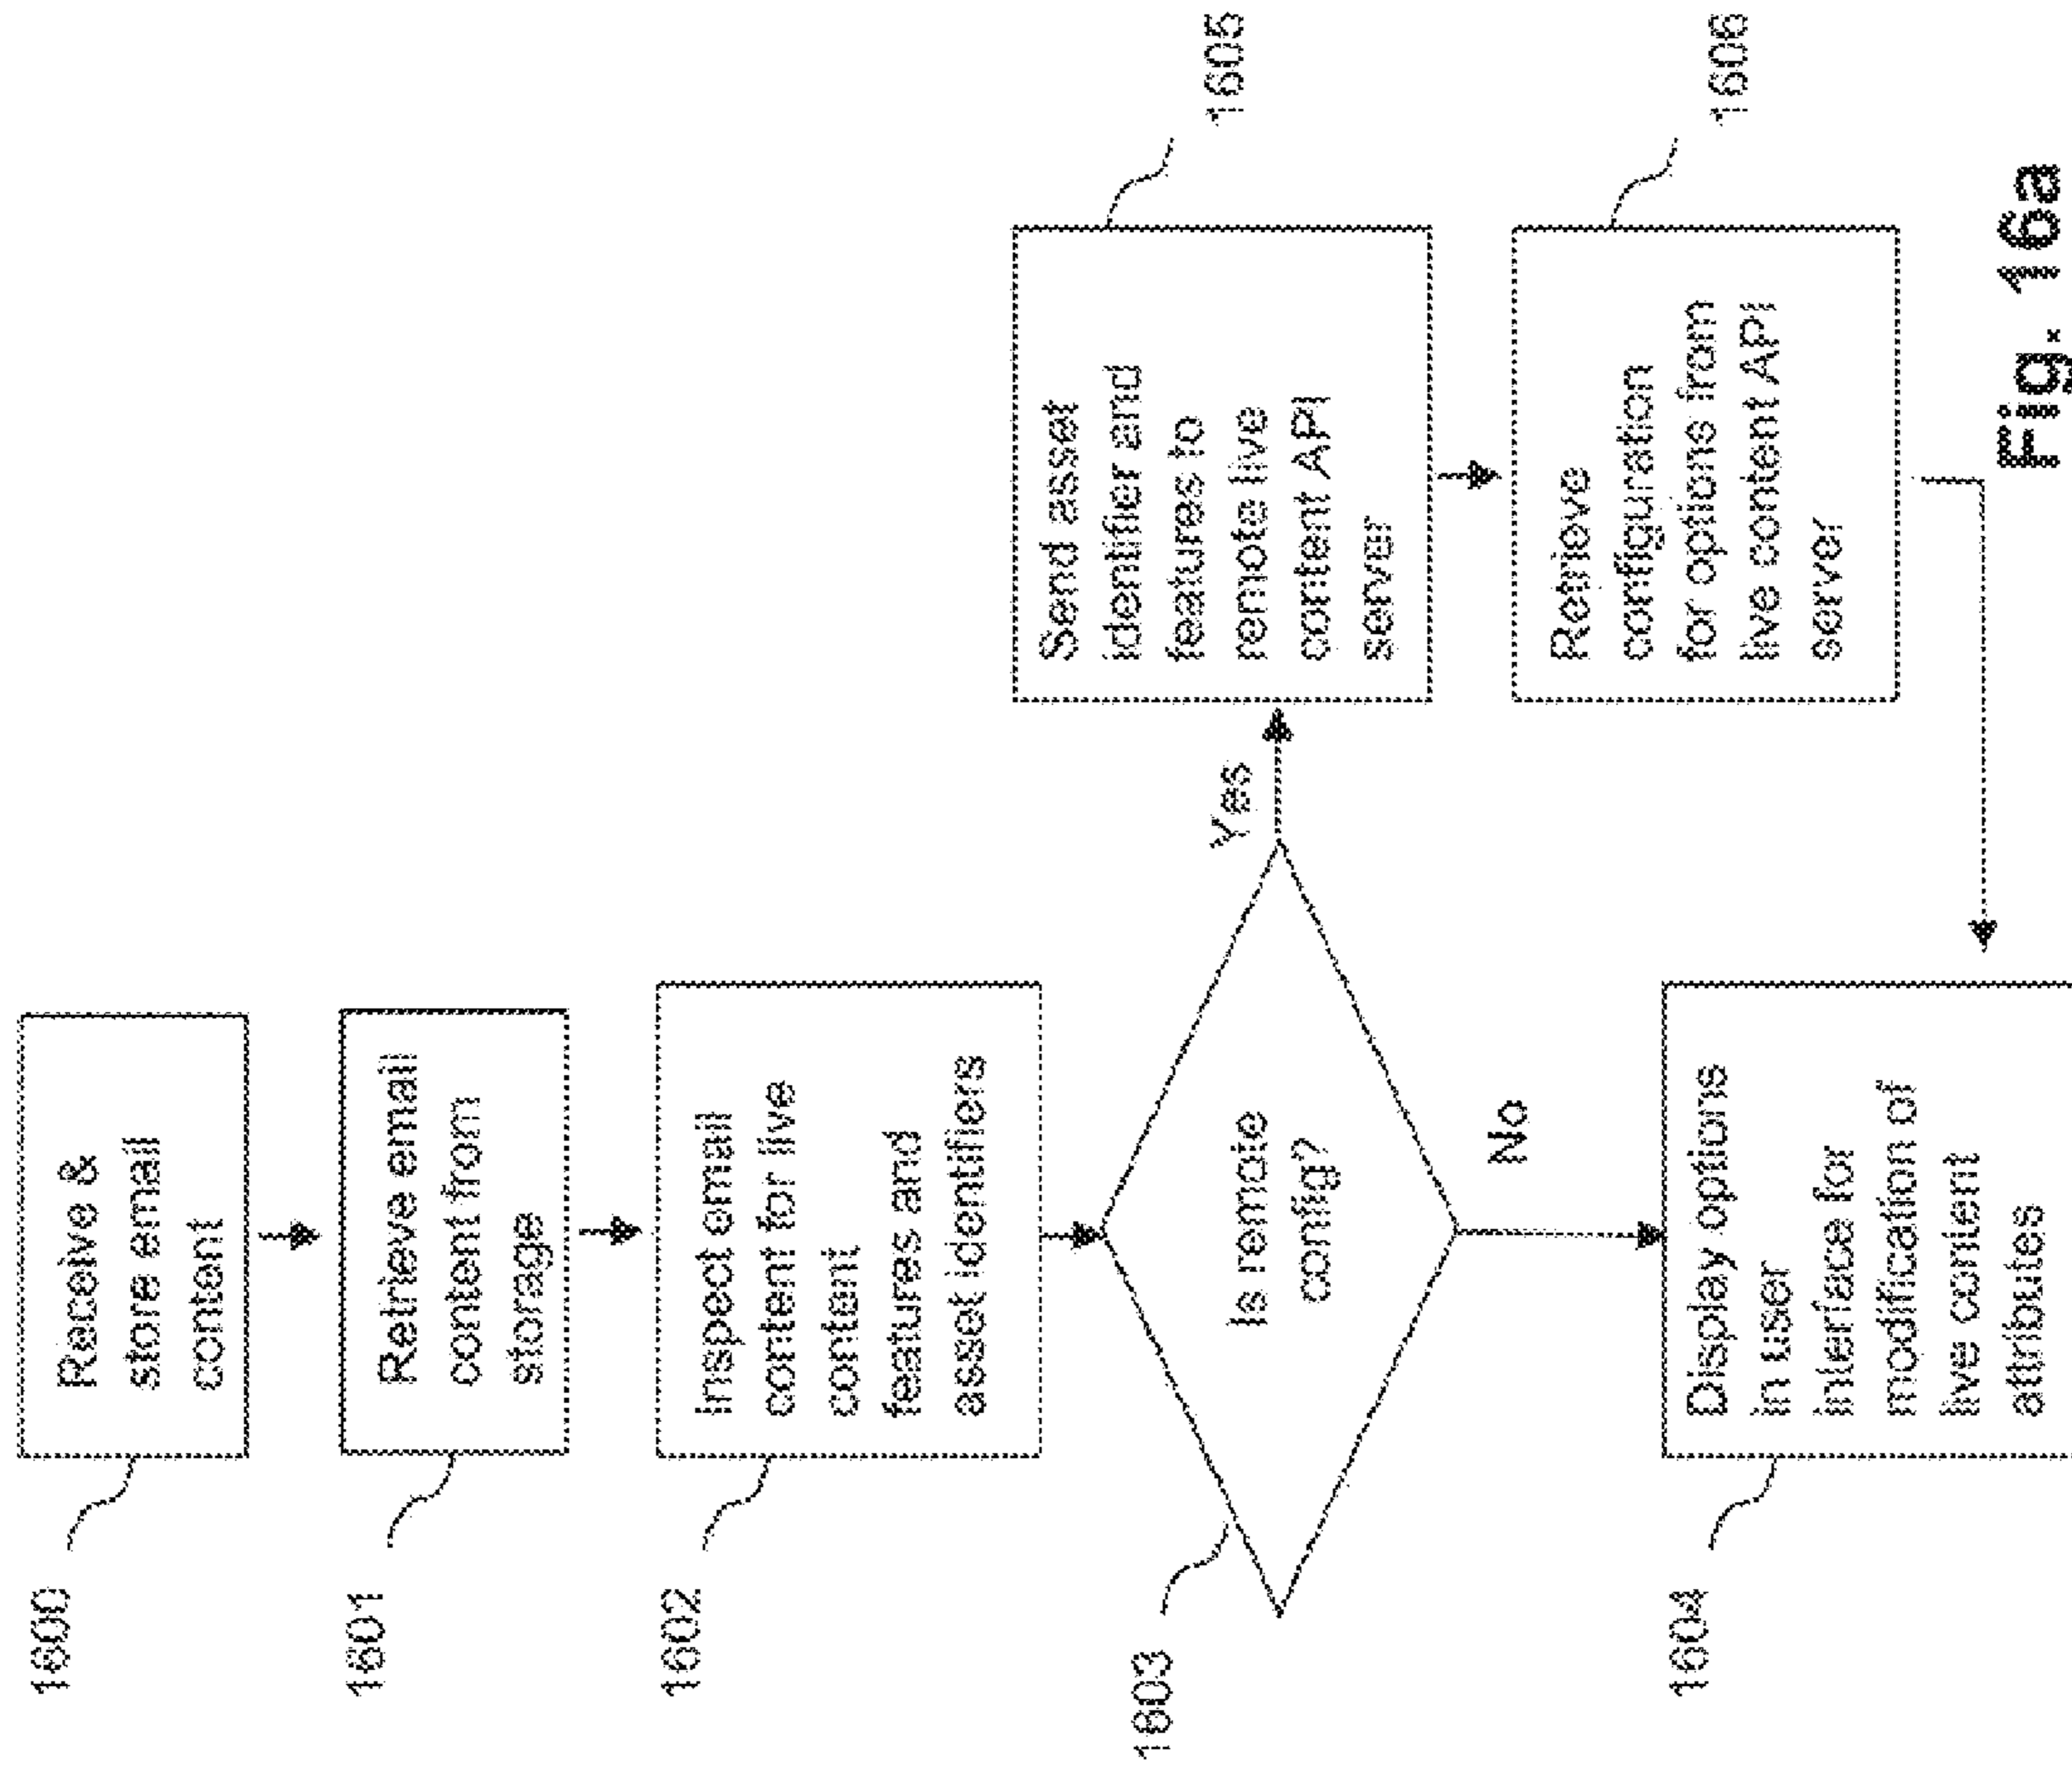 1600
Receive &
store email
content
1601
Retrieve email
content from
storage
1602
Inspect email
content for live
content
features and
asset identifiers
1603
Is remote
config?
Yes
No
1604
Display options
in user
interface for
modification of
live content
attributes
Send asset
identifier and
features to
remote live
content API
server
1605
Retrieve
configuration
for options from
live content API
server
1606
Fig. 16a